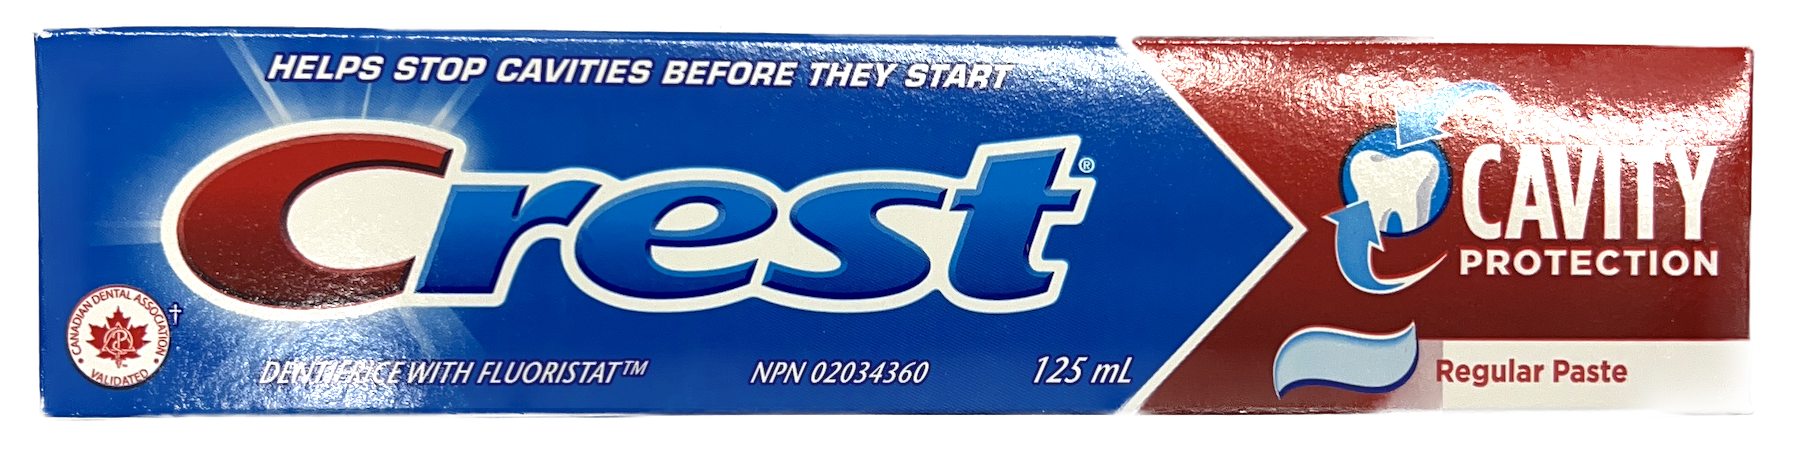 HELPS STOP CAVITIES BEFORE THEY START
Crest®
CANADIAN DENTAL ASSOCIATION
VALIDATED
†
DENTIFRICE WITH FLUORISTAT™
NPN 02034360
125 mL
CAVITY
PROTECTION
Regular Paste